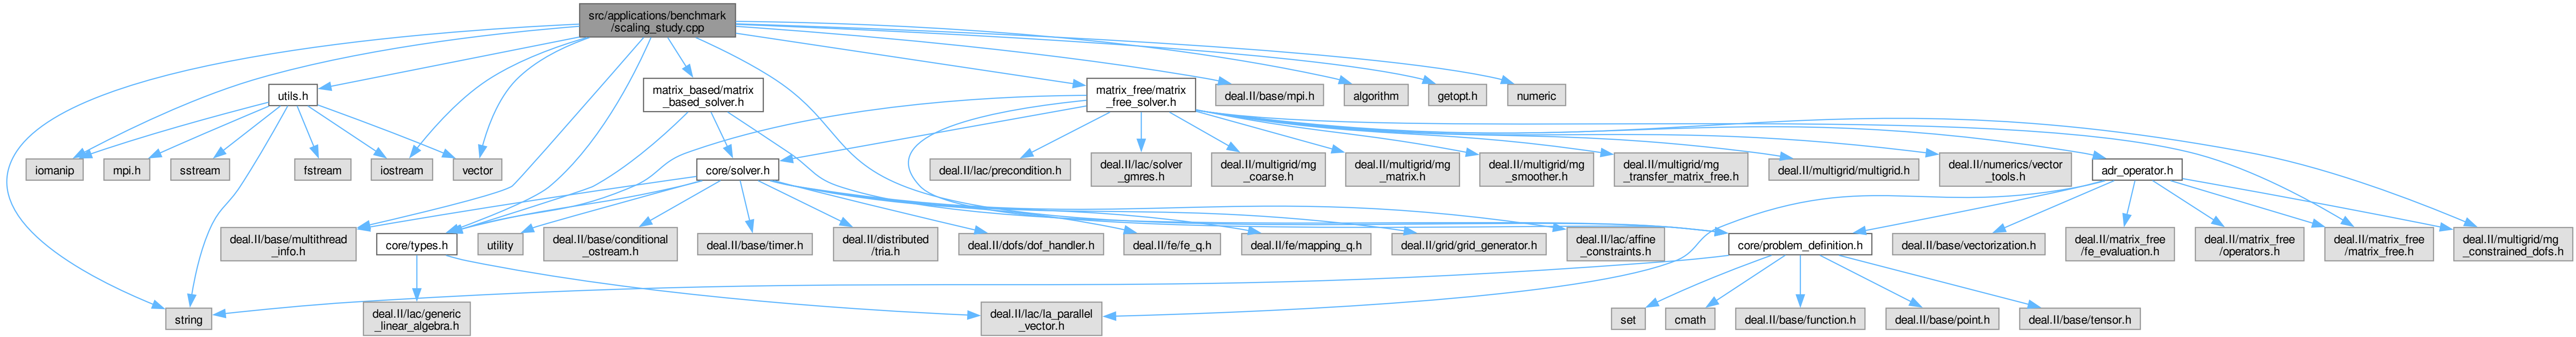 src/applications/benchmark
/scaling_study.cpp
utils.h
matrix_based/matrix
_based_solver.h
matrix_free/matrix
_free_solver.h
deal.II/base/mpi.h
algorithm
getopt.h
numeric
iomanip
mpi.h
sstream
fstream
iostream
vector
core/solver.h
deal.II/lac/precondition.h
deal.II/lac/solver
_gmres.h
deal.II/multigrid/mg
_coarse.h
deal.II/multigrid/mg
_matrix.h
deal.II/multigrid/mg
_smoother.h
deal.II/multigrid/mg
_transfer_matrix_free.h
deal.II/multigrid/multigrid.h
deal.II/numerics/vector
_tools.h
adr_operator.h
deal.II/base/multithread
_info.h
core/types.h
utility
deal.II/base/conditional
_ostream.h
deal.II/base/timer.h
deal.II/distributed
/tria.h
deal.II/dofs/dof_handler.h
deal.II/fe/fe_q.h
deal.II/fe/mapping_q.h
deal.II/grid/grid_generator.h
deal.II/lac/affine
_constraints.h
core/problem_definition.h
deal.II/base/vectorization.h
deal.II/matrix_free
/fe_evaluation.h
deal.II/matrix_free
/operators.h
deal.II/matrix_free
/matrix_free.h
deal.II/multigrid/mg
_constrained_dofs.h
string
deal.II/lac/generic
_linear_algebra.h
deal.II/lac/la_parallel
_vector.h
set
cmath
deal.II/base/function.h
deal.II/base/point.h
deal.II/base/tensor.h